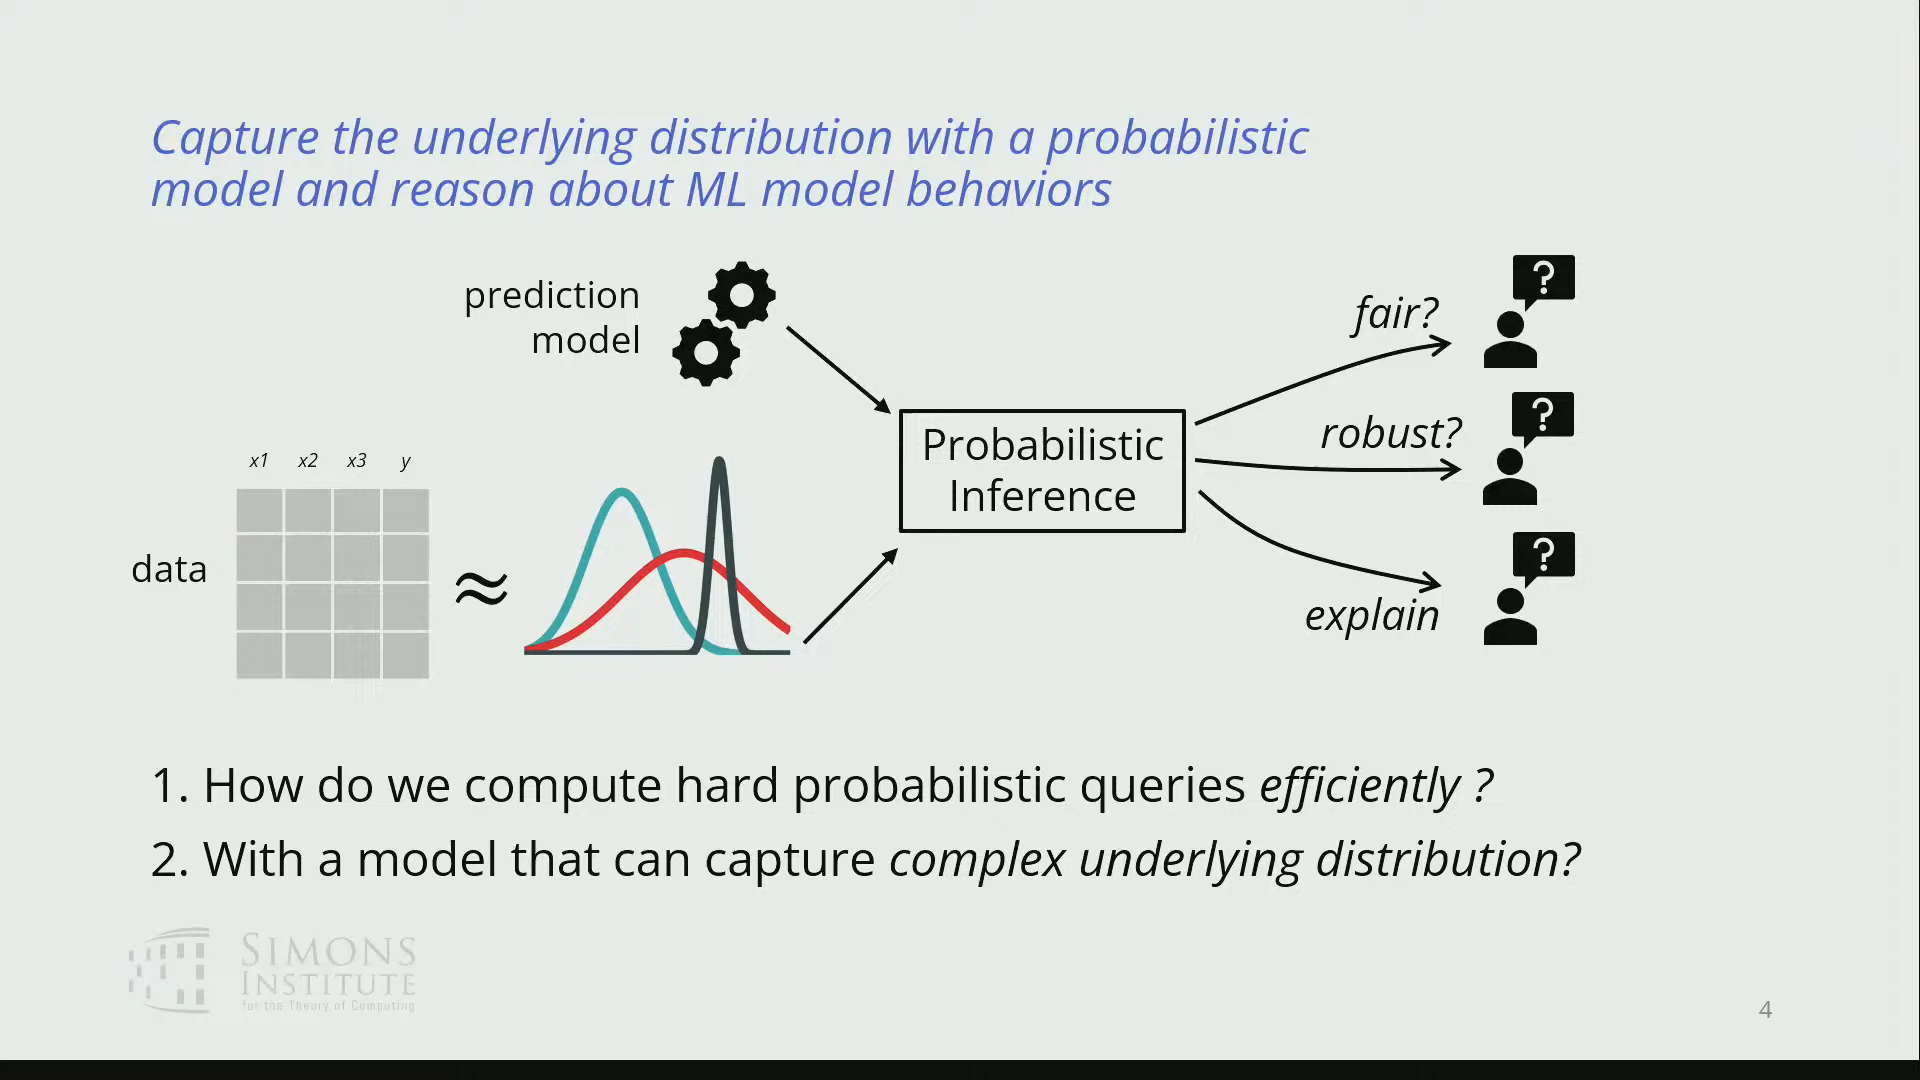 Capture the underlying distribution with a probabilistic
model and reason about ML model behaviors
prediction
model
fair?
?
robust?
?
Probabilistic
Inference
x1 x2 x3 y
data
≈
explain
?
1. How do we compute hard probabilistic queries efficiently ?
2. With a model that can capture complex underlying distribution?
SIMONS
INSTITUTE
for the Theory of Computing
4